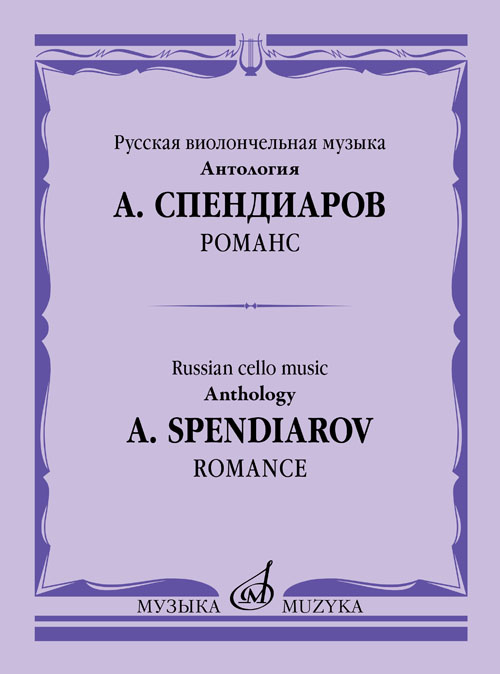 Русская виолончельная музыка
Антология
А. СПЕНДИАРОВ
РОМАНС
Russian cello music
Anthology
A. SPENDIAROV
ROMANCE
МУЗЫКА М MUZYKA